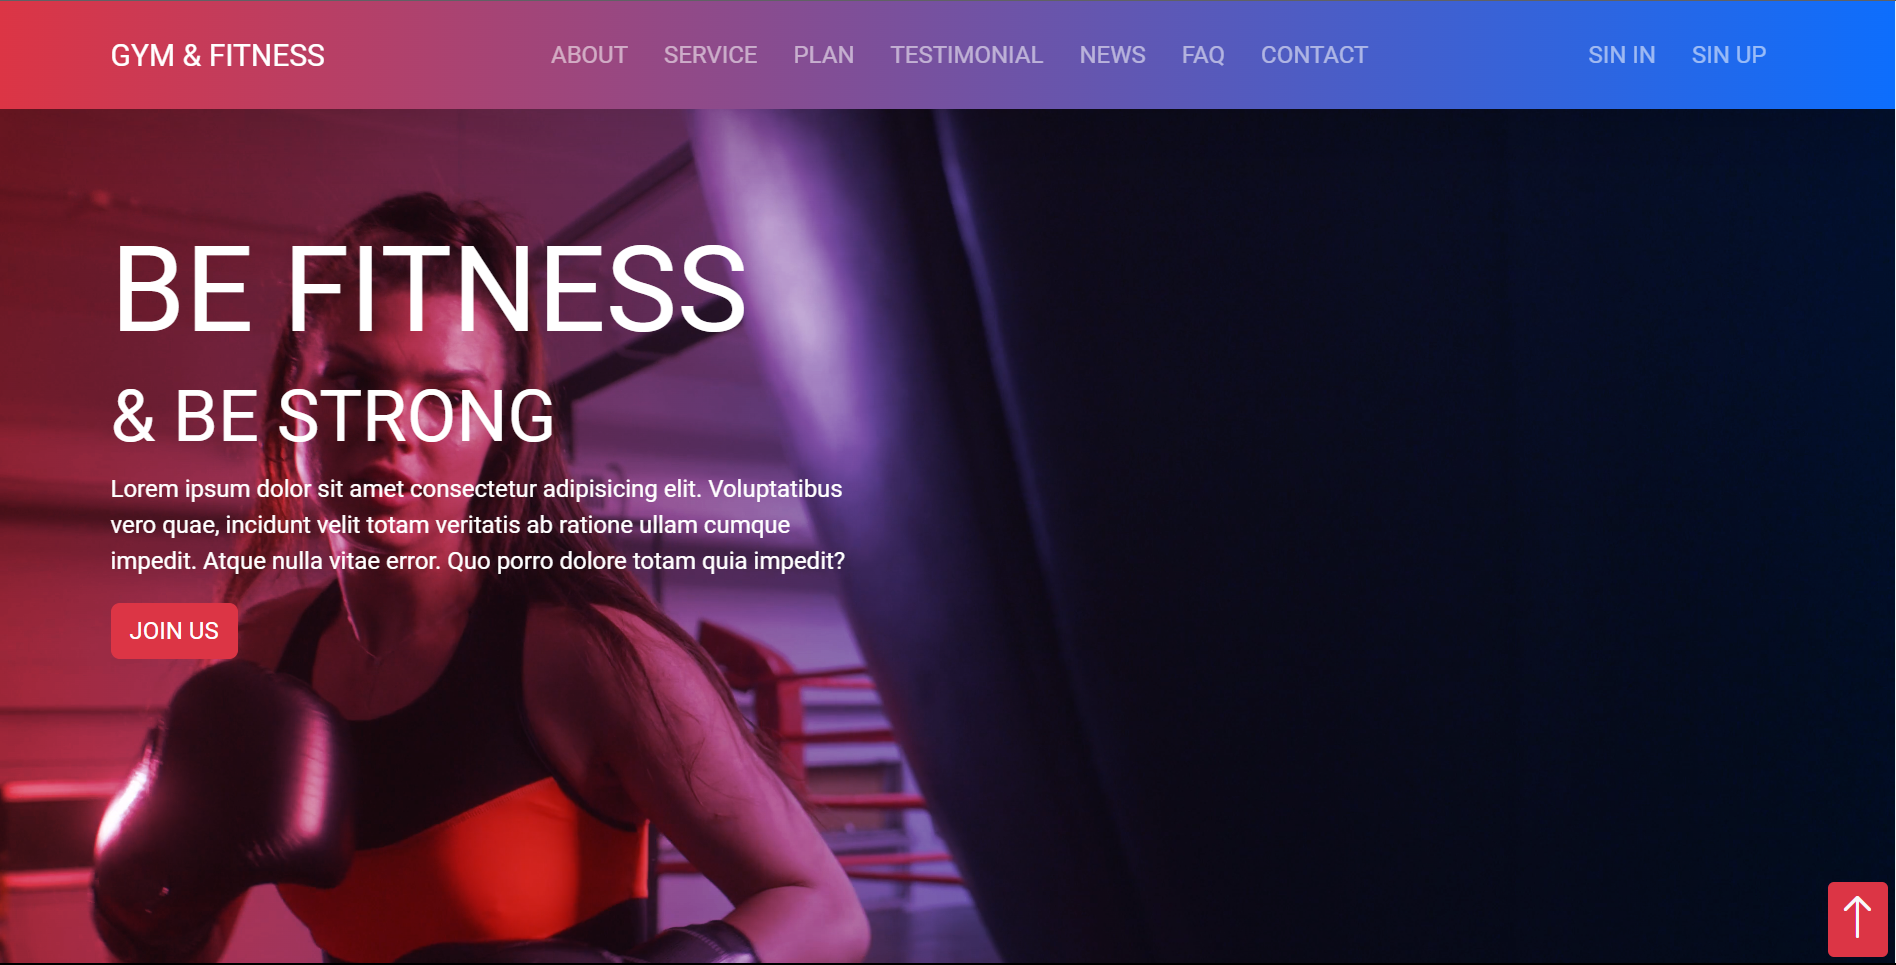 GYM & FITNESS
ABOUT SERVICE PLAN TESTIMONIAL NEWS FAQ CONTACT
SIN IN SIN UP
BE FITNESS
& BE STRONG
Lorem ipsum dolor sit amet consectetur adipisicing elit. Voluptatibus
vero quae, incidunt velit totam veritatis ab ratione ullam cumque
impedit. Atque nulla vitae error. Quo porro dolore totam quia impedit?
JOIN US